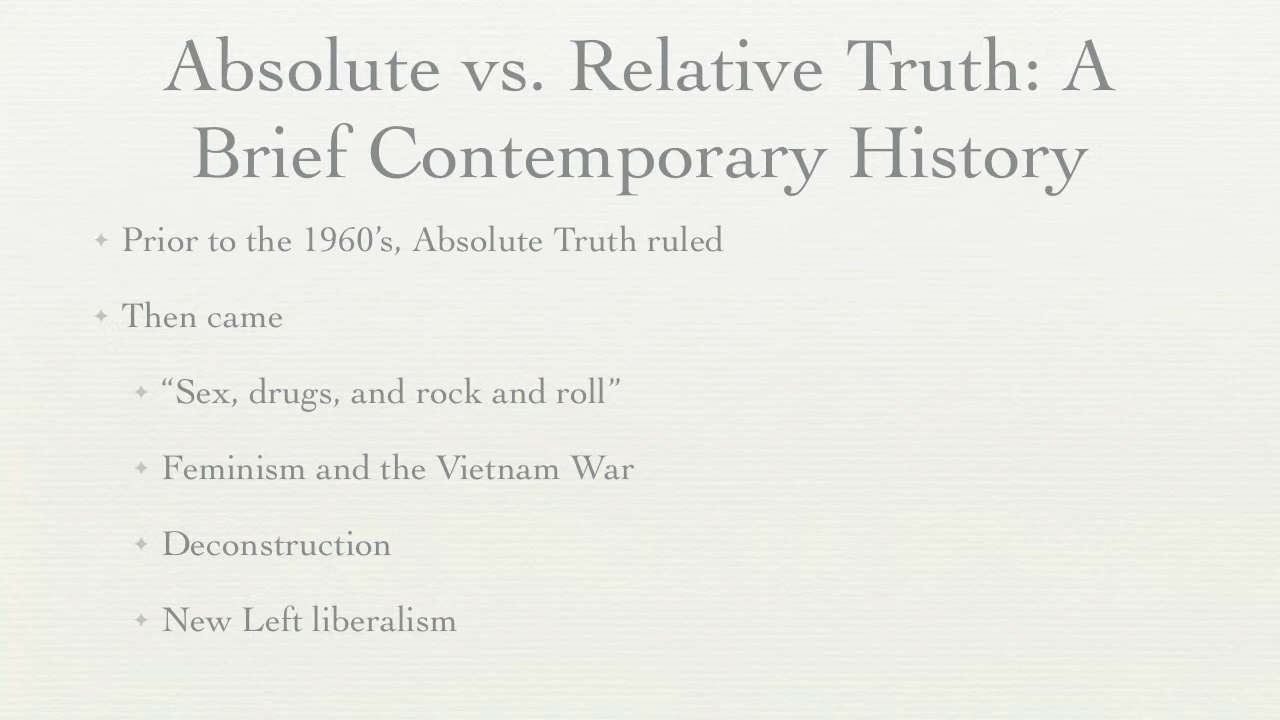 Absolute vs. Relative Truth: A
Brief Contemporary History
Prior to the 1960’s, Absolute Truth ruled
Then came
“Sex, drugs, and rock and roll”
Feminism and the Vietnam War
Deconstruction
New Left liberalism